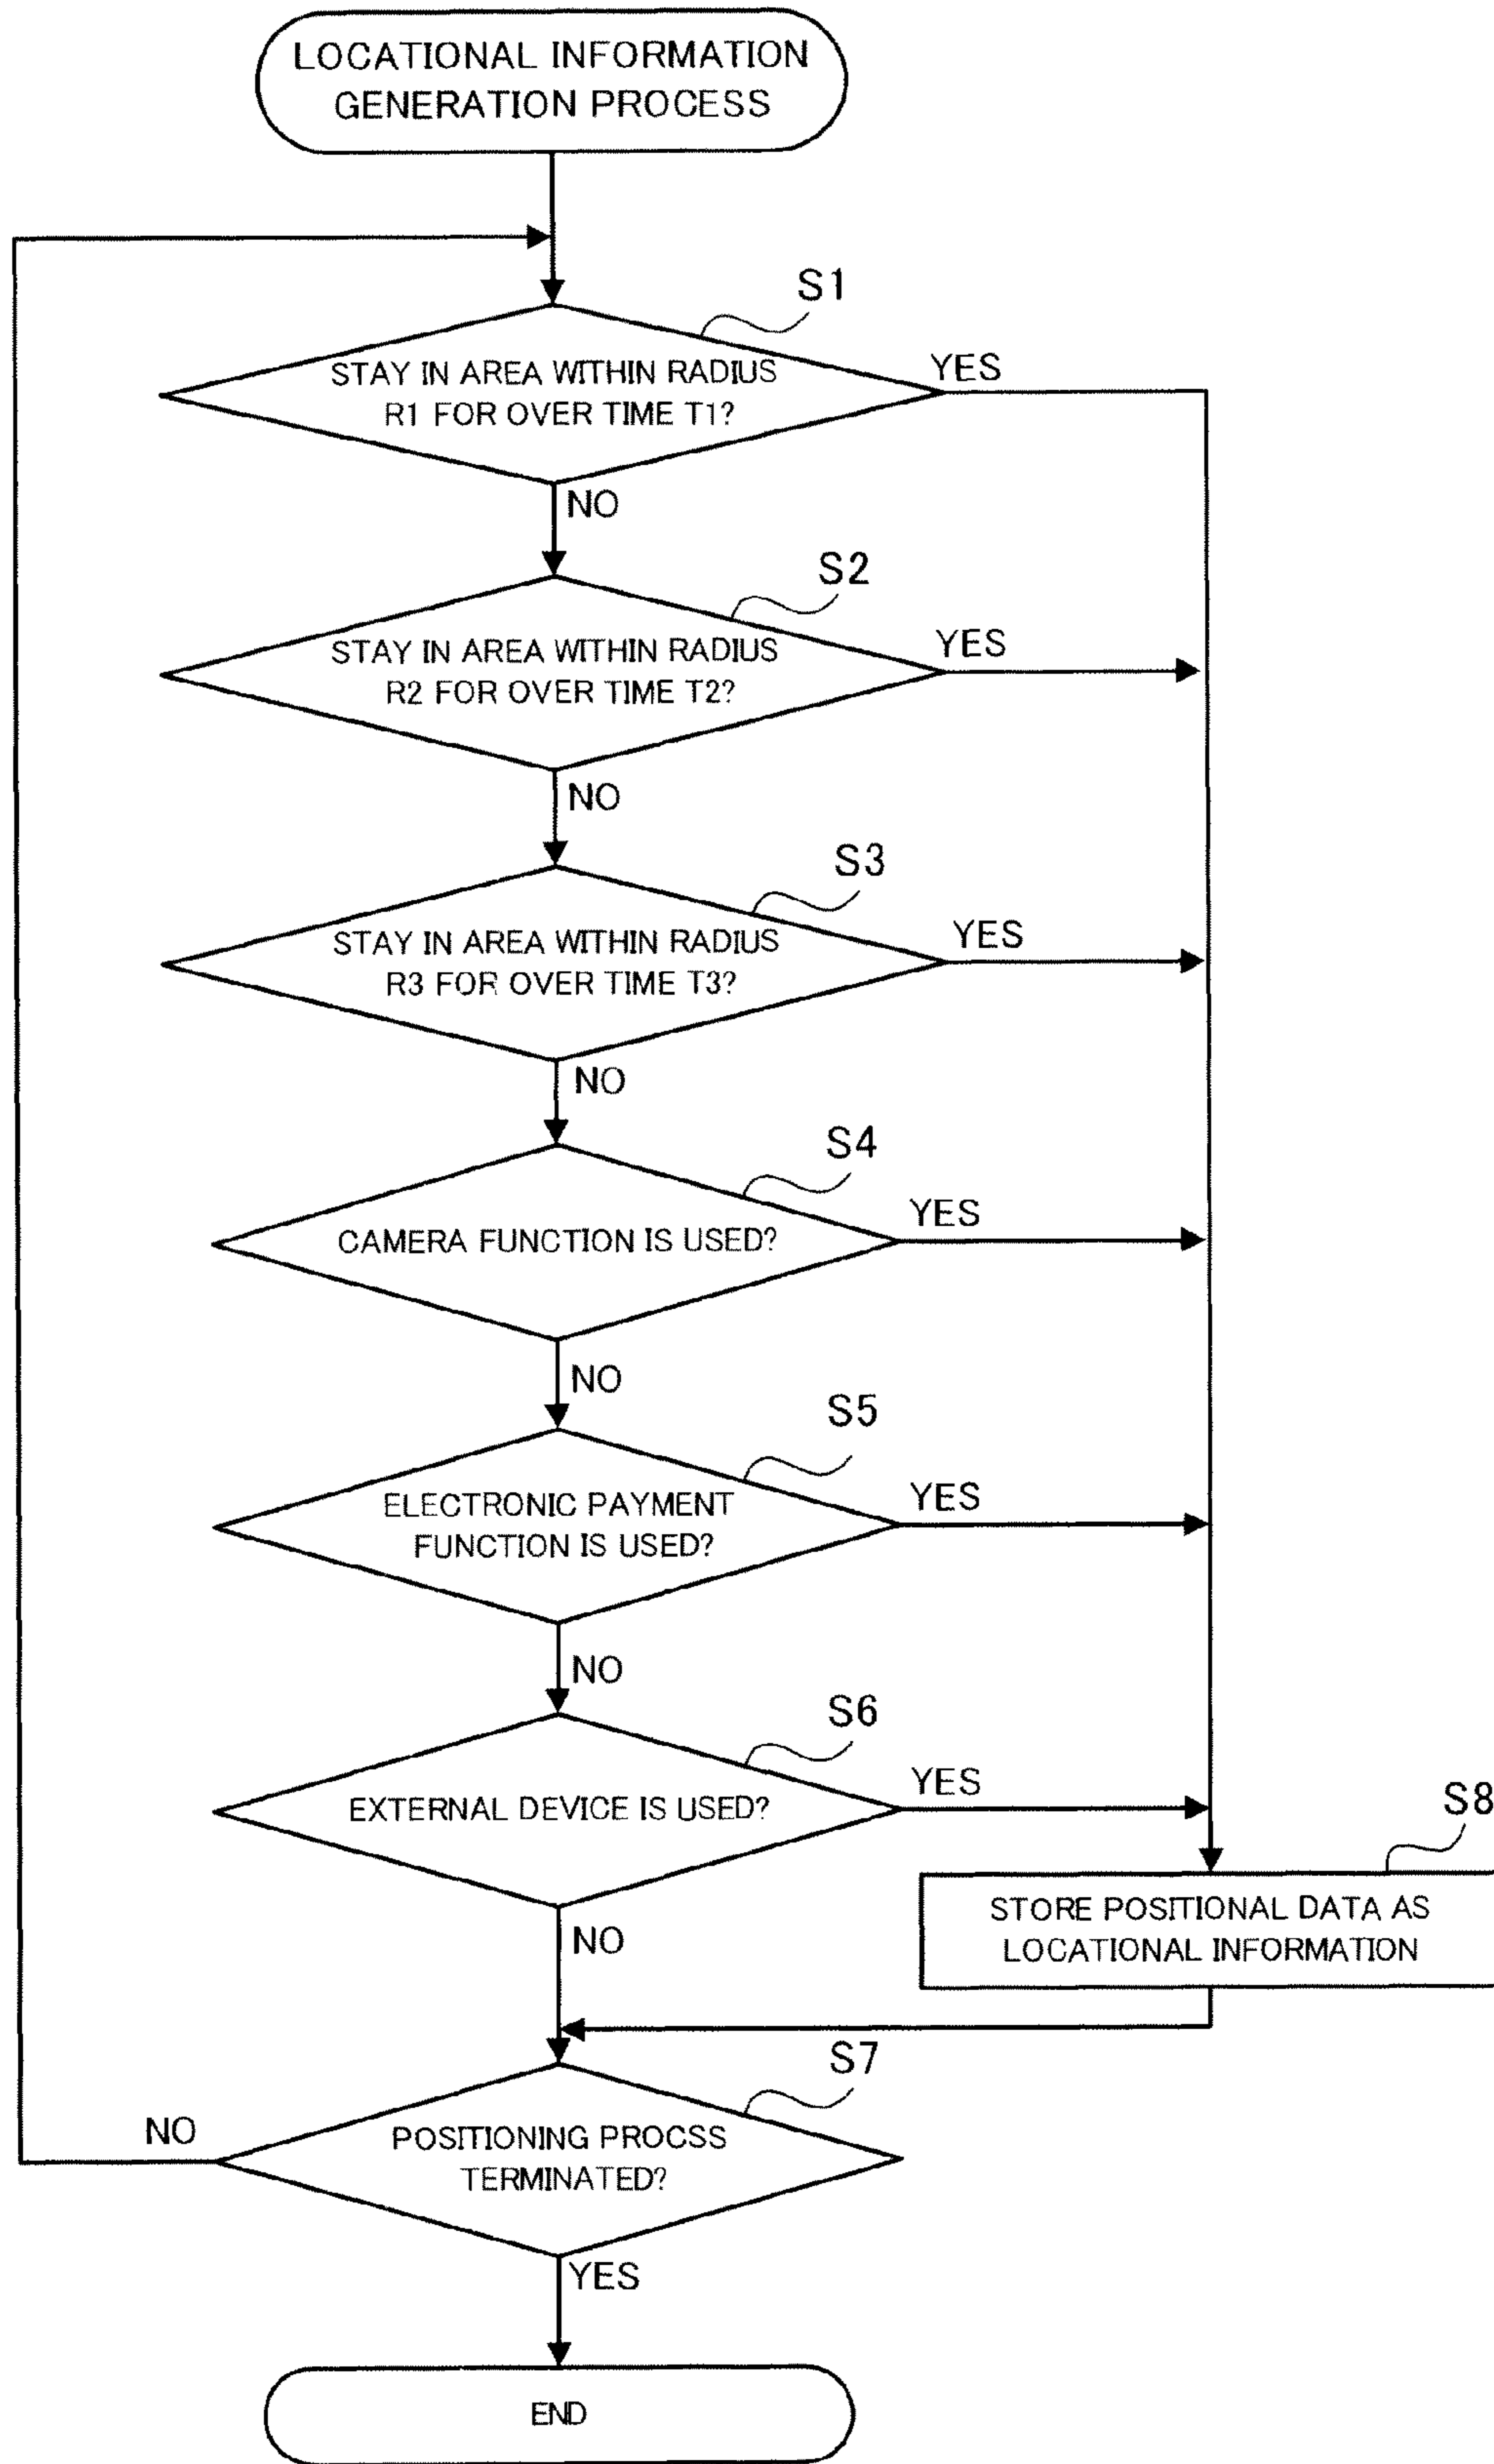 LOCATIONAL INFORMATION
GENERATION PROCESS
S1
STAY IN AREA WITHIN RADIUS
R1 FOR OVER TIME T1?
YES
NO
S2
STAY IN AREA WITHIN RADIUS
R2 FOR OVER TIME T2?
YES
NO
S3
STAY IN AREA WITHIN RADIUS
R3 FOR OVER TIME T3?
YES
NO
S4
CAMERA FUNCTION IS USED?
YES
NO
S5
ELECTRONIC PAYMENT
FUNCTION IS USED?
YES
NO
S6
EXTERNAL DEVICE IS USED?
YES
NO
S8
STORE POSITIONAL DATA AS
LOCATIONAL INFORMATION
S7
POSITIONING PROCSS
TERMINATED?
NO
YES
END